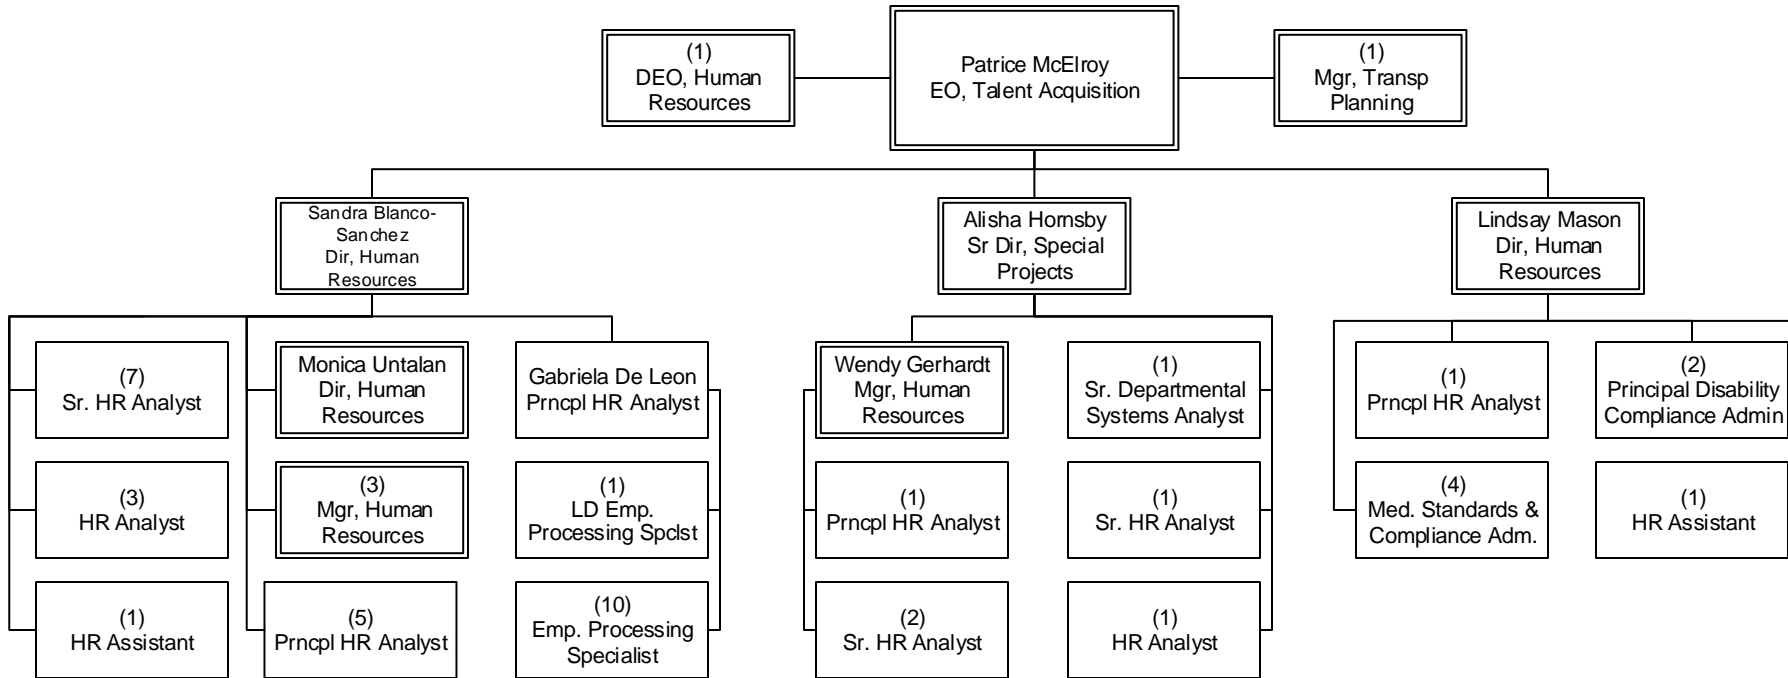 (1)
DEO, Human
Resources
Patrice McElroy
EO, Talent Acquisition
(1)
Mgr, Transp
Planning
Sandra Blanco-
Sanchez
Dir, Human
Resources
Alisha Hornsby
Sr Dir, Special
Projects
Lindsay Mason
Dir, Human
Resources
(7)
Sr. HR Analyst
Monica Untalan
Dir, Human
Resources
Gabriela De Leon
Prncpl HR Analyst
Wendy Gerhardt
Mgr, Human
Resources
(1)
Sr. Departmental
Systems Analyst
(1)
Prncpl HR Analyst
(2)
Principal Disability
Compliance Admin
(3)
HR Analyst
(3)
Mgr, Human
Resources
(1)
LD Emp.
Processing Spclst
(1)
Prncpl HR Analyst
(1)
Sr. HR Analyst
(4)
Med. Standards &
Compliance Adm.
(1)
HR Assistant
(1)
HR Assistant
(5)
Prncpl HR Analyst
(10)
Emp. Processing
Specialist
(2)
Sr. HR Analyst
(1)
HR Analyst